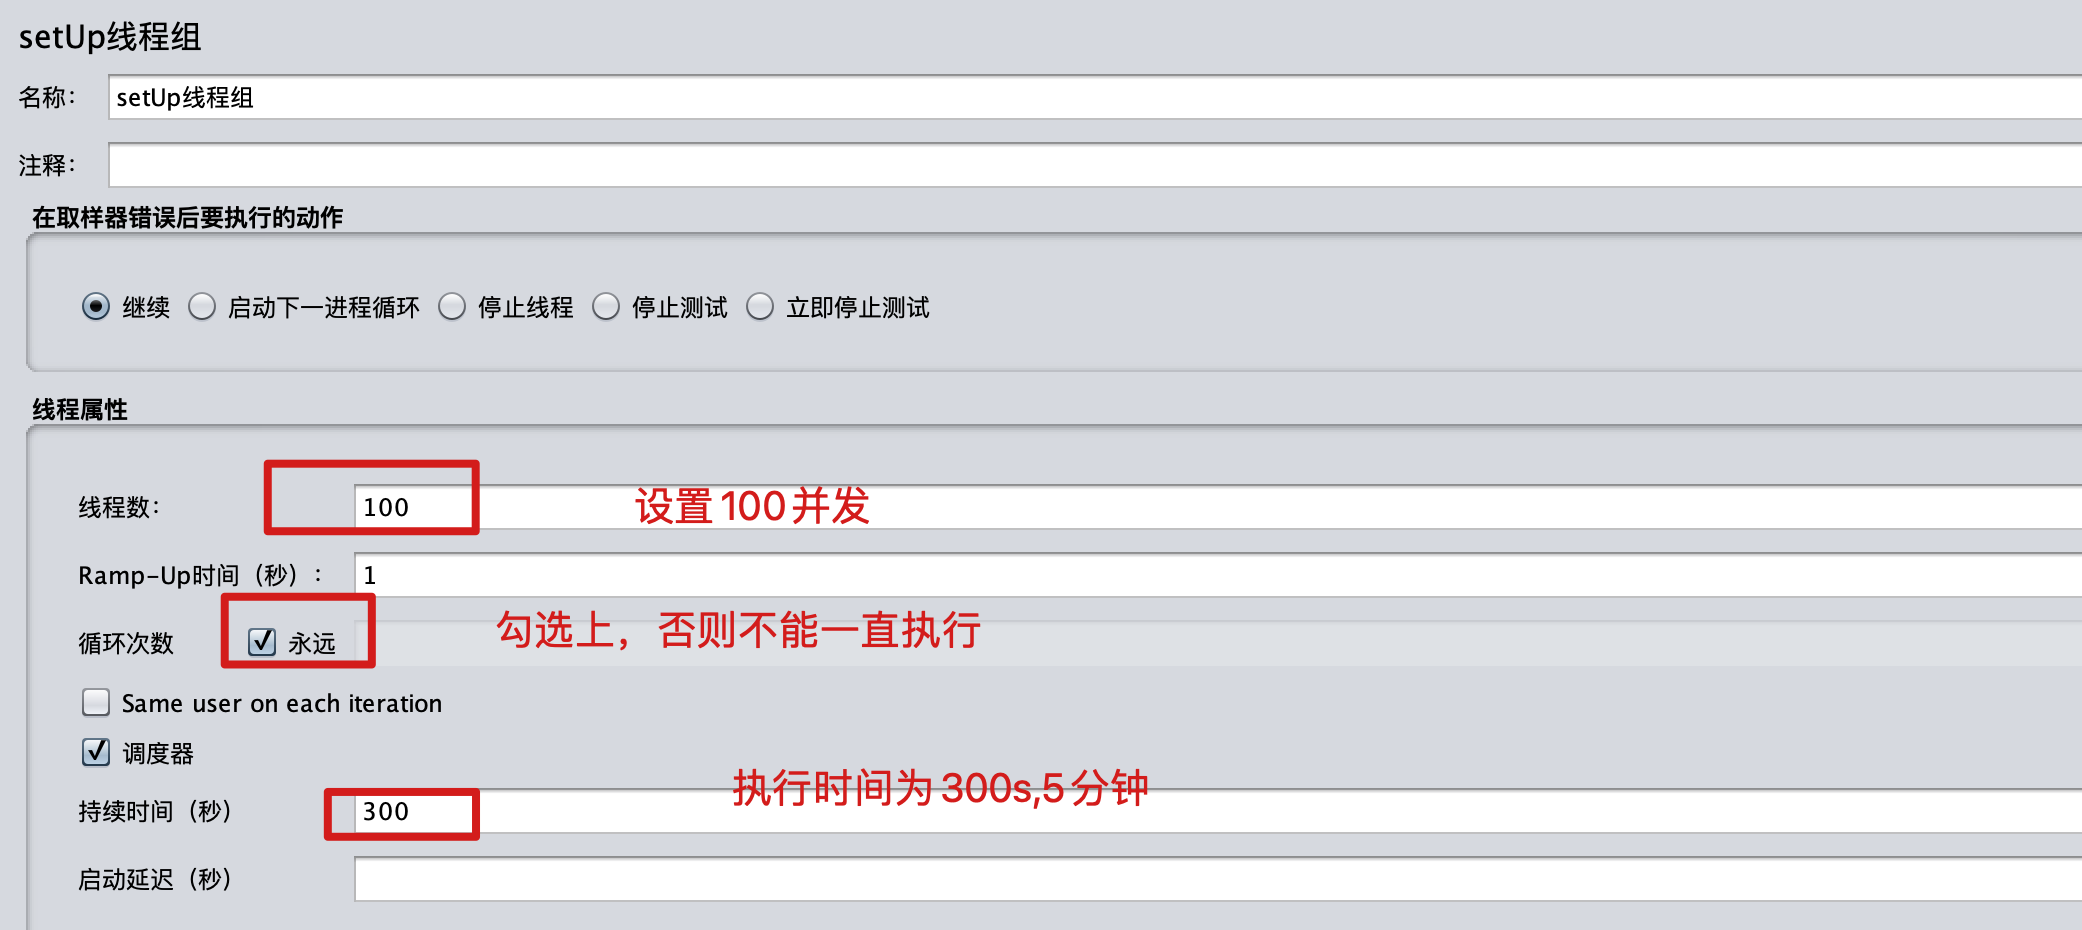 setUp线程组
名称： setUp线程组
注释：
在取样器错误后要执行的动作
继续 启动下一进程循环 停止线程 停止测试 立即停止测试
线程属性
线程数： 100 设置100并发
Ramp-Up时间（秒）： 1
循环次数 永远 勾选上，否则不能一直执行
Same user on each iteration
调度器
执行时间为300s,5分钟
持续时间（秒） 300
启动延迟（秒）